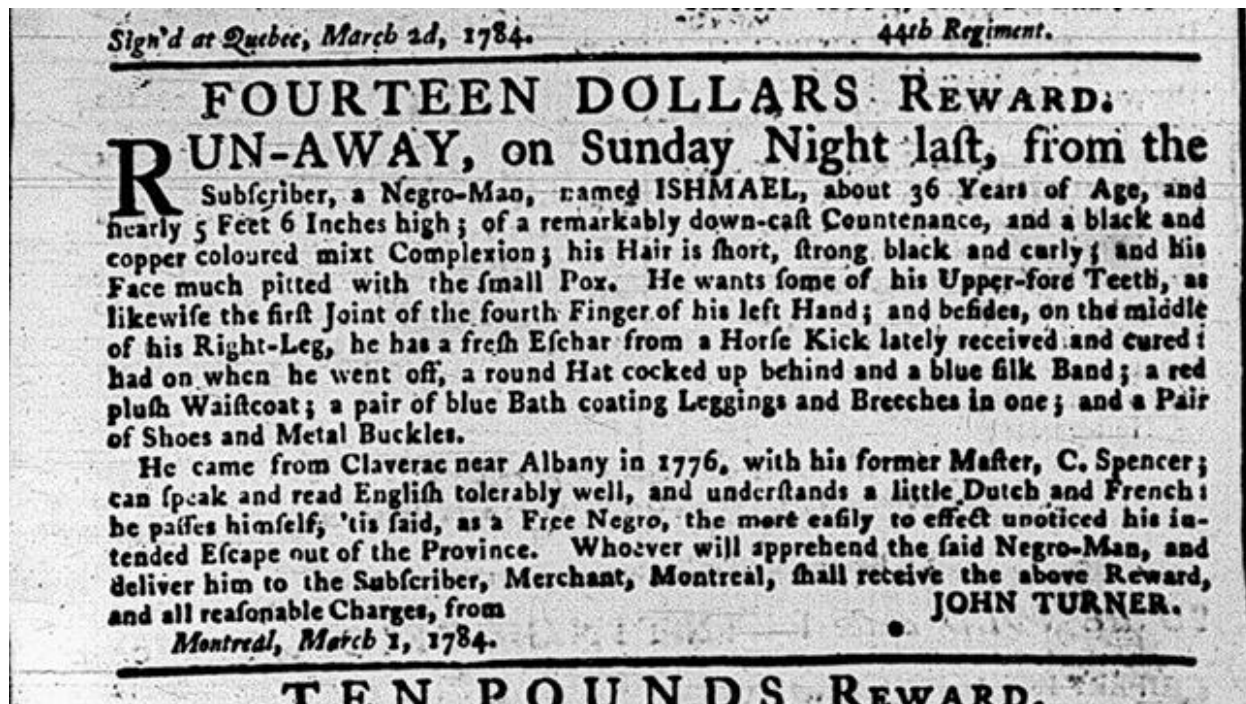 Sign'd at Quebec, March 2d, 1784.
44th Regiment.
FOURTEEN DOLLARS REWARD.
RUN-AWAY, on Sunday Night laſt, from the
Subſcriber, a Negro-Man, named ISHMAEL, about 36 Years of Age, and
nearly 5 Feet 6 Inches high; of a remarkably down-caſt Countenance, and a black and
copper coloured mixt Complexion; his Hair is ſhort, ſtrong black and curly; and his
Face much pitted with the ſmall Pox. He wants ſome of his Upper-fore Teeth, as
likewiſe the firſt Joint of the fourth Finger of his left Hand; and beſides, on the middle
of his Right-Leg, he has a freſh Eſchar from a Horſe Kick lately received and cured:
had on when he went off, a round Hat cocked up behind and a blue ſilk Band; a red
pluſh Waiſtcoat; a pair of blue Bath coating Leggings and Breeches in one; and a Pair
of Shoes and Metal Buckles.
He came from Claverac near Albany in 1776, with his former Maſter, C. Spencer;
can ſpeak and read Engliſh tolerably well, and underſtands a little Dutch and French:
he paſſes himſelf, 'tis ſaid, as a Free Negro, the more eaſily to effect unoticed his in-
tended Eſcape out of the Province. Whoever will apprehend the ſaid Negro-Man, and
deliver him to the Subſcriber, Merchant, Montreal, ſhall receive the above Reward,
and all reaſonable Charges, from
JOHN TURNER.
Montreal, March 1, 1784.
TEN POUNDS REWARD.